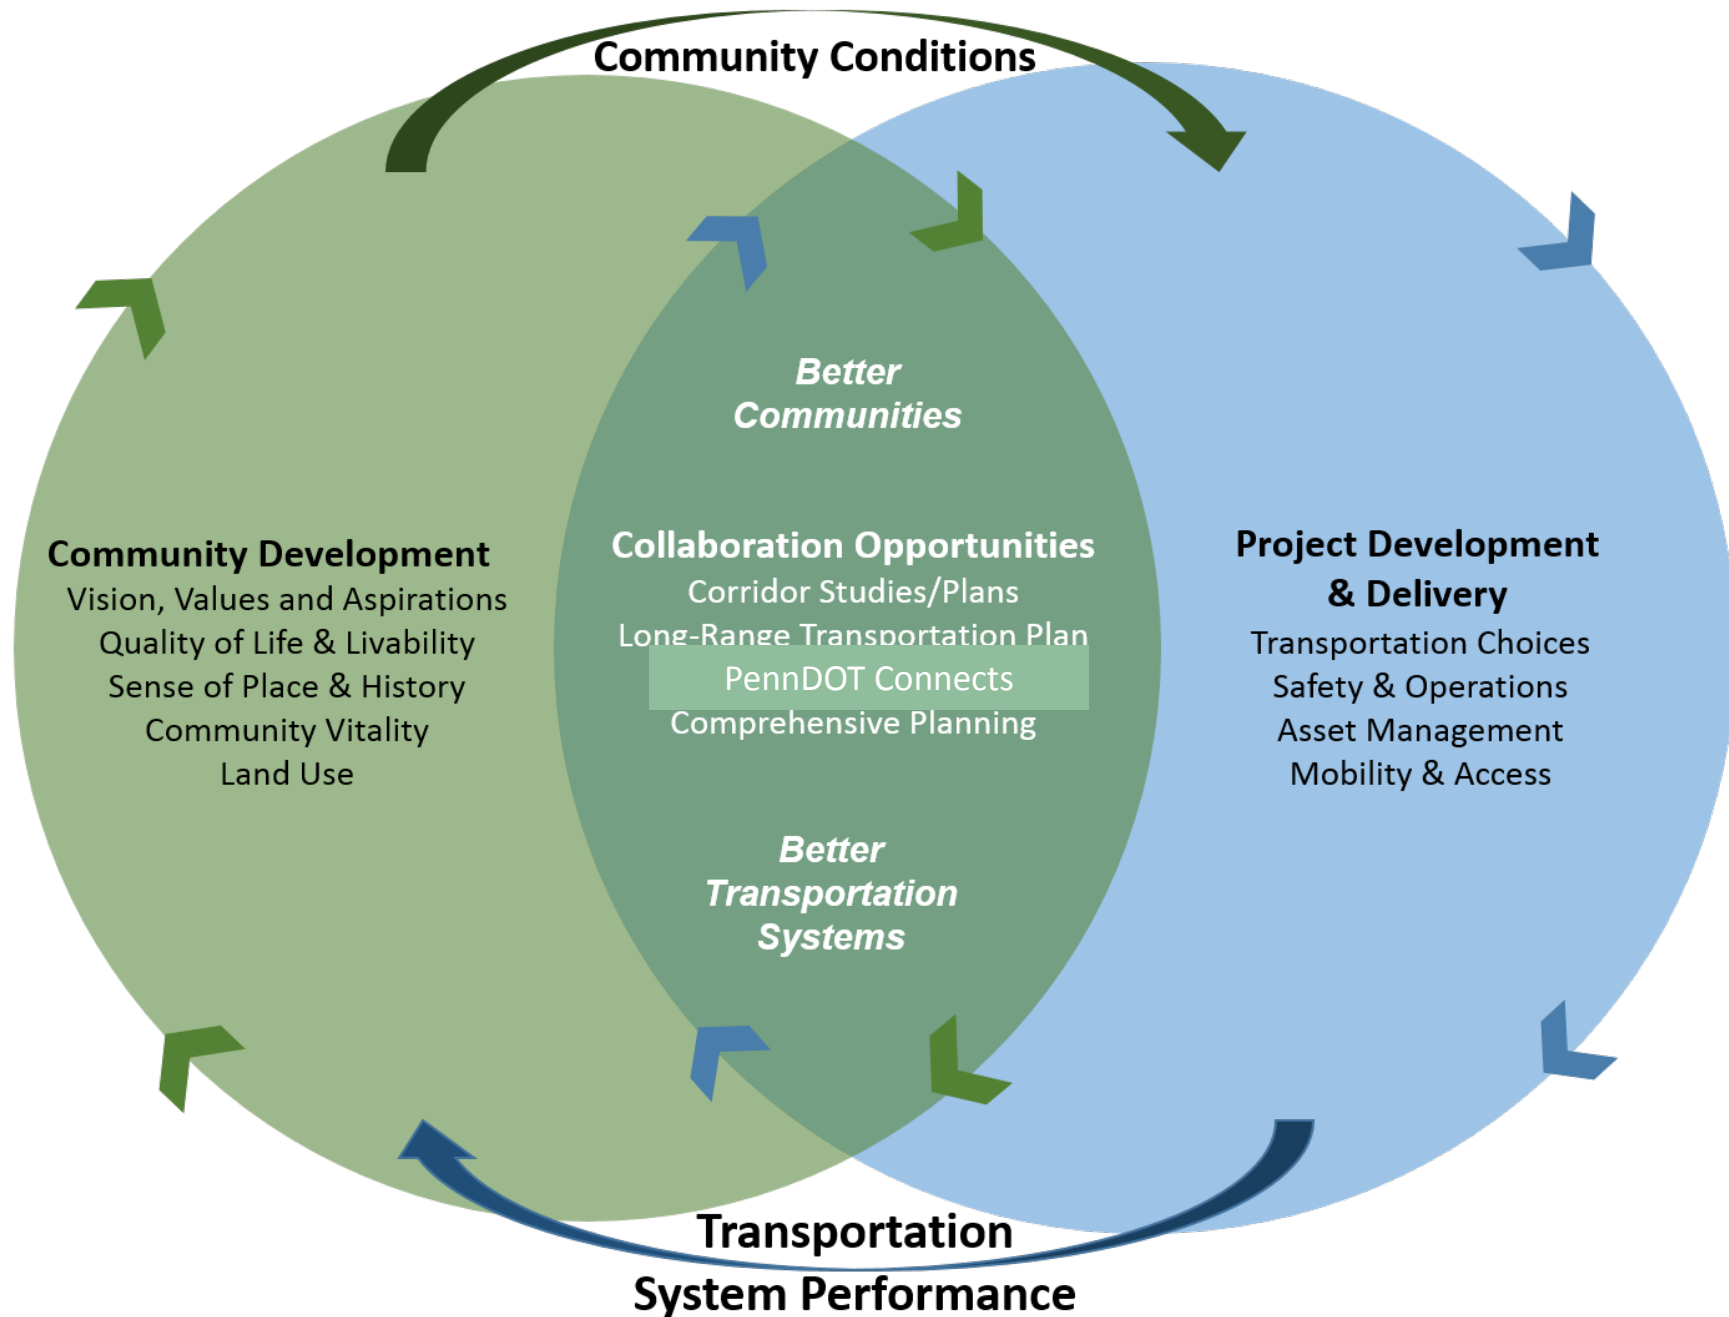 Community Conditions
Better
Communities
Community Development
Vision, Values and Aspirations
Quality of Life & Livability
Sense of Place & History
Community Vitality
Land Use
Collaboration Opportunities
Corridor Studies/Plans
Long-Range Transportation Plan
PennDOT Connects
Comprehensive Planning
Project Development
& Delivery
Transportation Choices
Safety & Operations
Asset Management
Mobility & Access
Better
Transportation
Systems
Transportation
System Performance